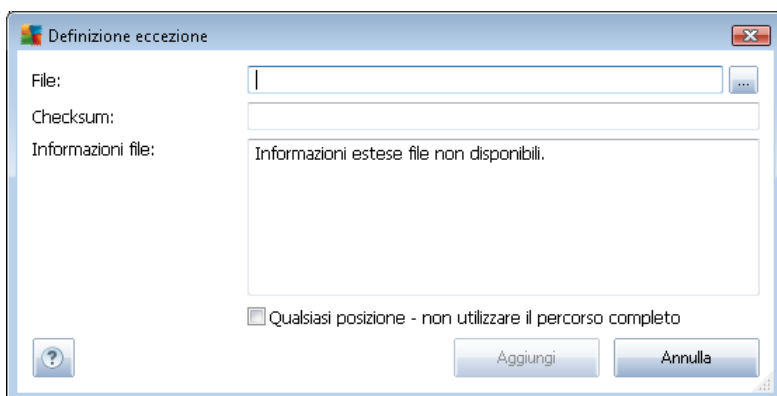 Definizione eccezione
File:
...
Checksum:
Informazioni file:
Informazioni estese file non disponibili.
Qualsiasi posizione - non utilizzare il percorso completo
?
Aggiungi
Annulla